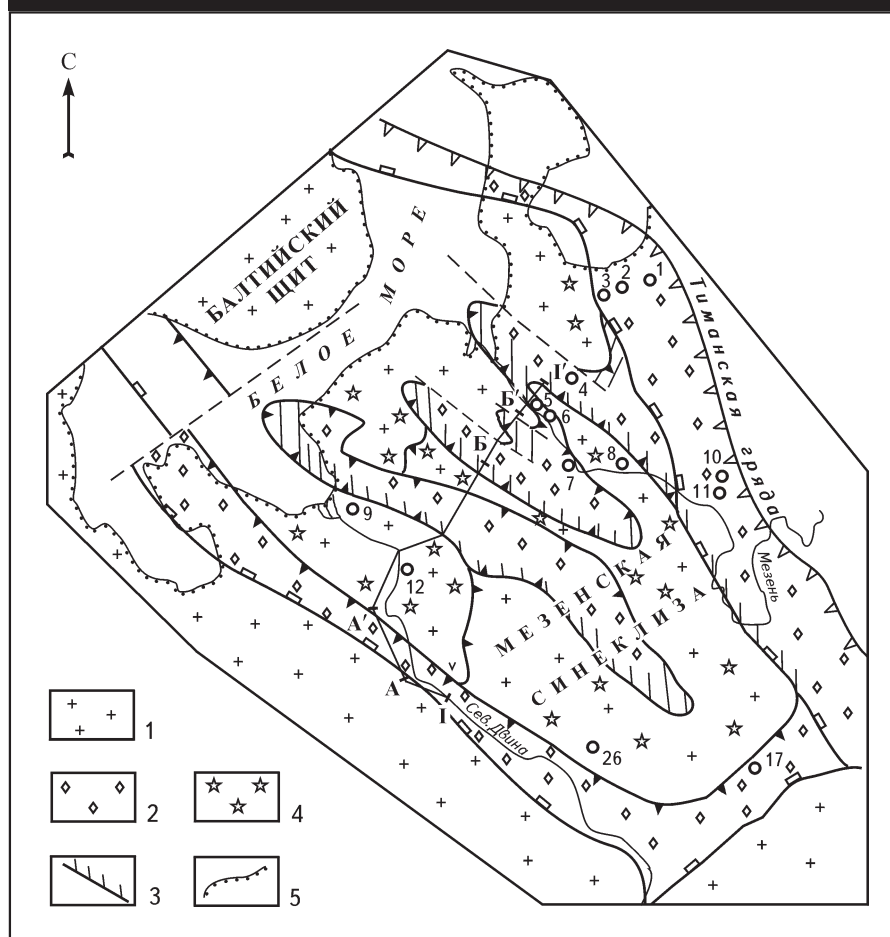 С
БАЛТИЙСКИЙ
ЩИТ
БЕЛОЕ МОРЕ
Тиманская гряда
3
2
1
I′
4
Б′
5
6
Б
7
8
10
11
9
12
Мезень
МЕЗЕНСКАЯ
СИНЕКЛИЗА
А′
А
I
Сев. Двина
26
17
1
2
4
3
5